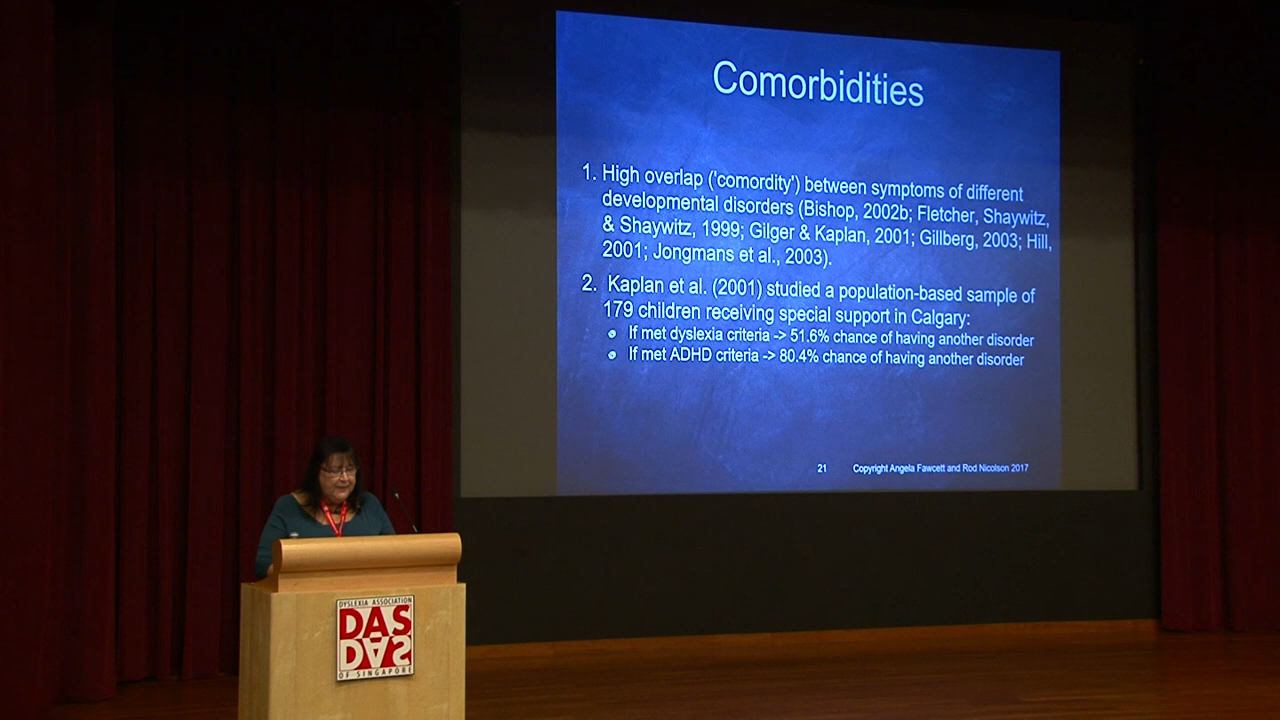 Comorbidities
1. High overlap ('comordity') between symptoms of different
developmental disorders (Bishop, 2002b; Fletcher, Shaywitz,
& Shaywitz, 1999; Gilger & Kaplan, 2001; Gillberg, 2003; Hill,
2001; Jongmans et al., 2003).
2. Kaplan et al. (2001) studied a population-based sample of
179 children receiving special support in Calgary:
If met dyslexia criteria -> 51.6% chance of having another disorder
If met ADHD criteria -> 80.4% chance of having another disorder
21 Copyright Angela Fawcett and Rod Nicolson 2017
DYSLEXIA ASSOCIATION
DAS
DAS
OF SINGAPORE